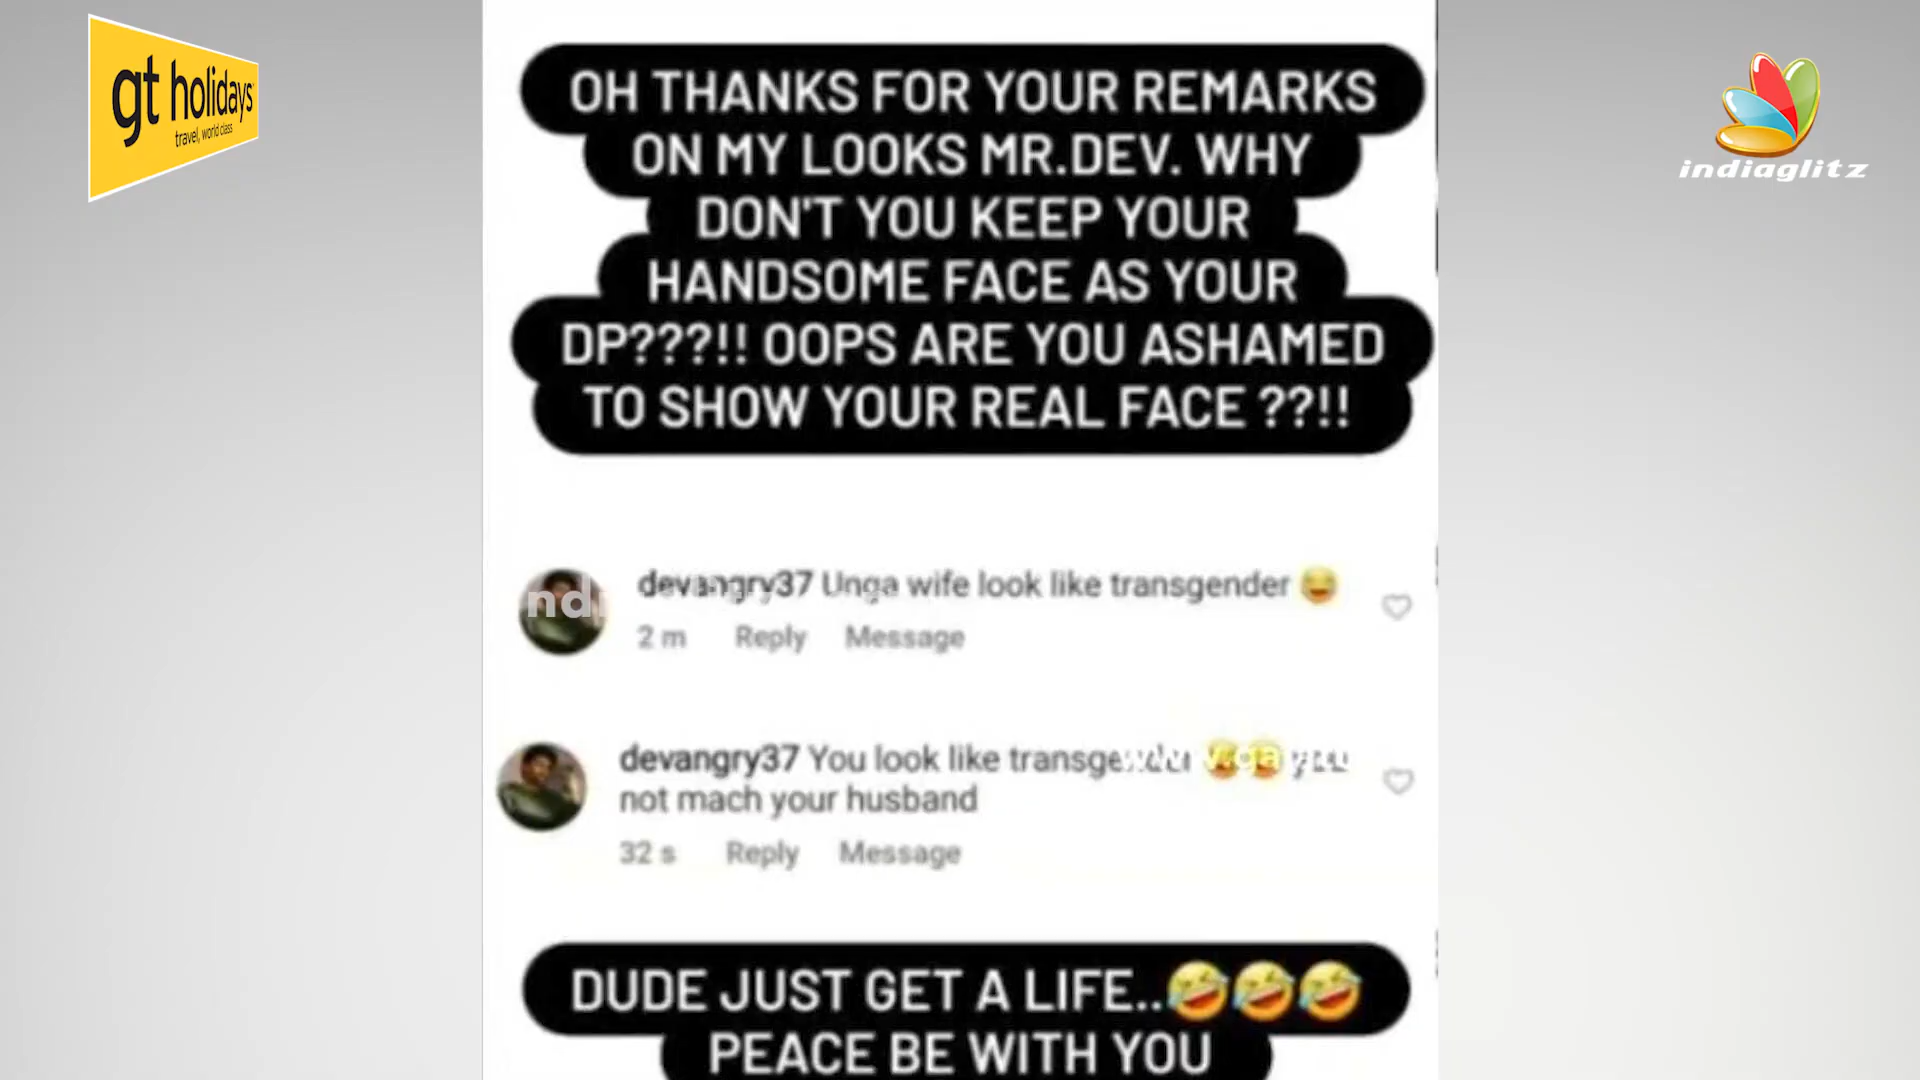 gt holidays
travel, world class
indiaglitz
OH THANKS FOR YOUR REMARKS
ON MY LOOKS MR.DEV. WHY
DON'T YOU KEEP YOUR
HANDSOME FACE AS YOUR
DP???!! OOPS ARE YOU ASHAMED
TO SHOW YOUR REAL FACE ??!!
devangry37 Unga wife look like transgender 😄
2 m Reply Message
devangry37 You look like transgender
not mach your husband
32 s Reply Message
DUDE JUST GET A LIFE..🤣🤣🤣
PEACE BE WITH YOU